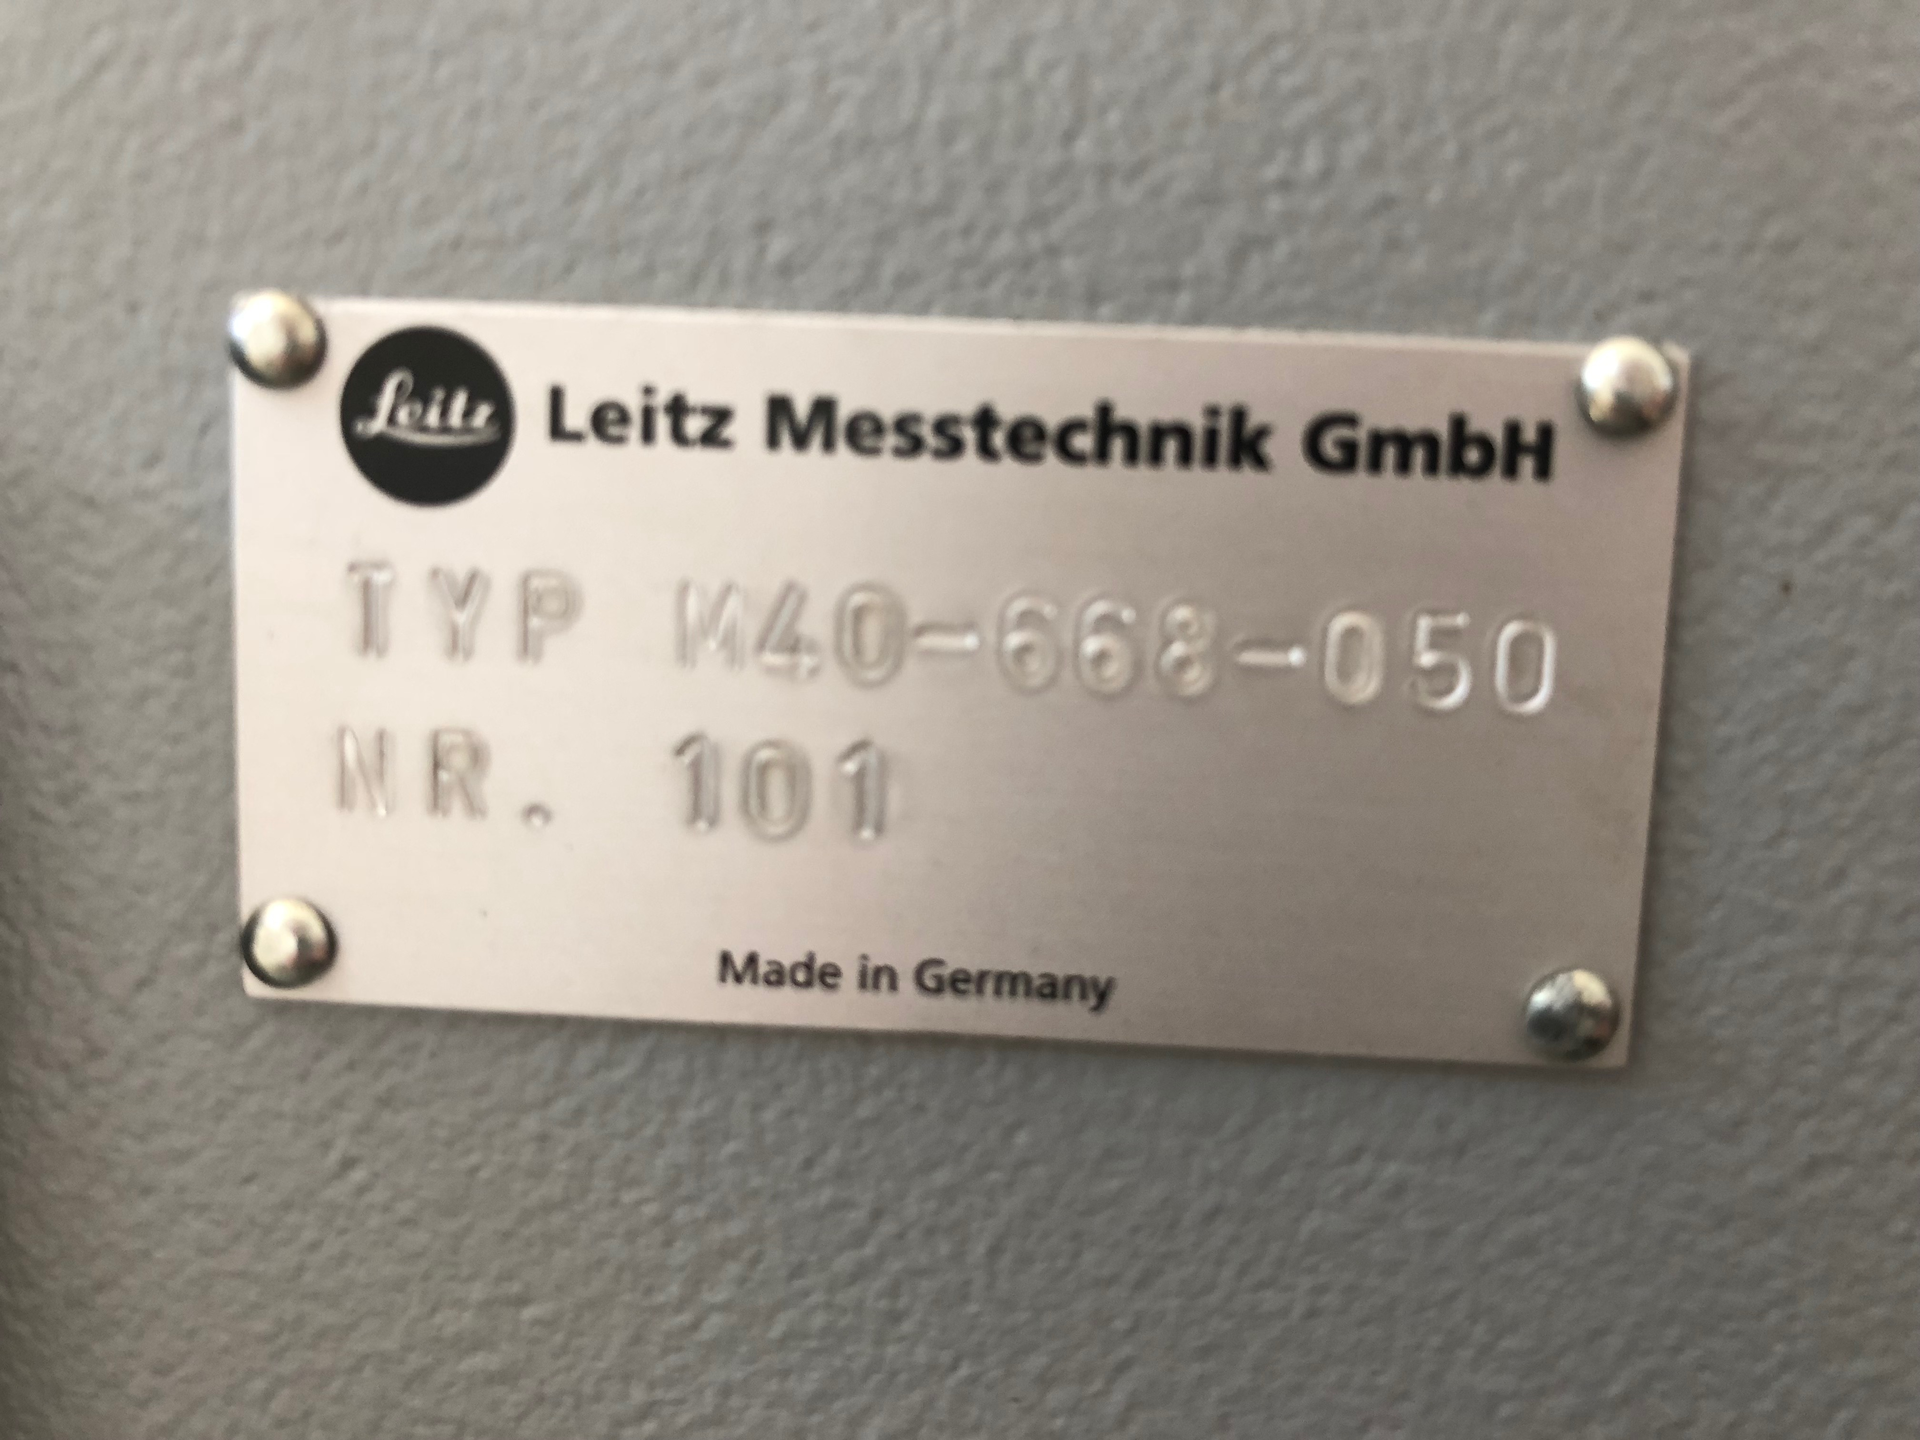 Leitz Leitz Messtechnik GmbH
TYP M40-668-050
NR. 101
Made in Germany